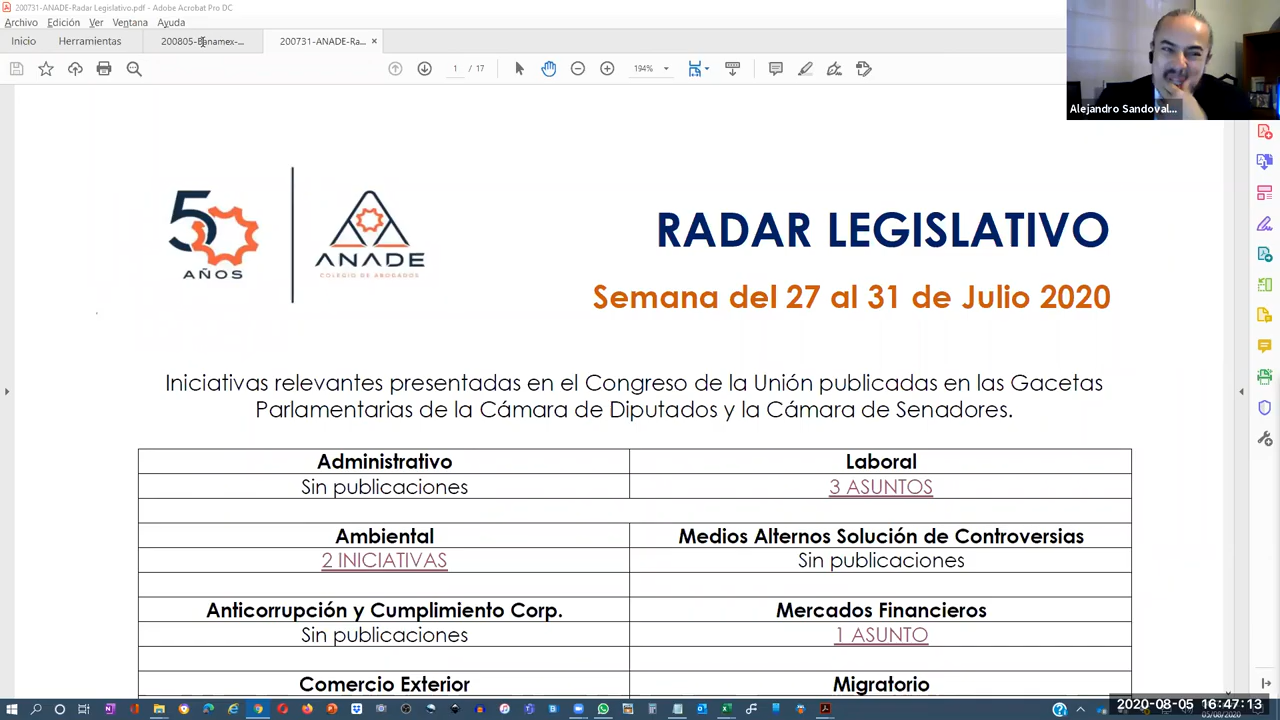 200731-ANADE-Radar Legislativo.pdf - Adobe Acrobat Pro DC
Archivo Edición Ver Ventana Ayuda
Inicio Herramientas 200805-Banamex-... 200731-ANADE-Ra... ×
1 / 17 194%
Alejandro Sandoval...
50
AÑOS
ANADE
COLEGIO DE ABOGADOS
RADAR LEGISLATIVO
Semana del 27 al 31 de Julio 2020
Iniciativas relevantes presentadas en el Congreso de la Unión publicadas en las Gacetas
Parlamentarias de la Cámara de Diputados y la Cámara de Senadores.
Administrativo Laboral
Sin publicaciones 3 ASUNTOS
Ambiental Medios Alternos Solución de Controversias
2 INICIATIVAS Sin publicaciones
Anticorrupción y Cumplimiento Corp. Mercados Financieros
Sin publicaciones 1 ASUNTO
Comercio Exterior Migratorio
2020-08-05 16:47:13
05/08/2020